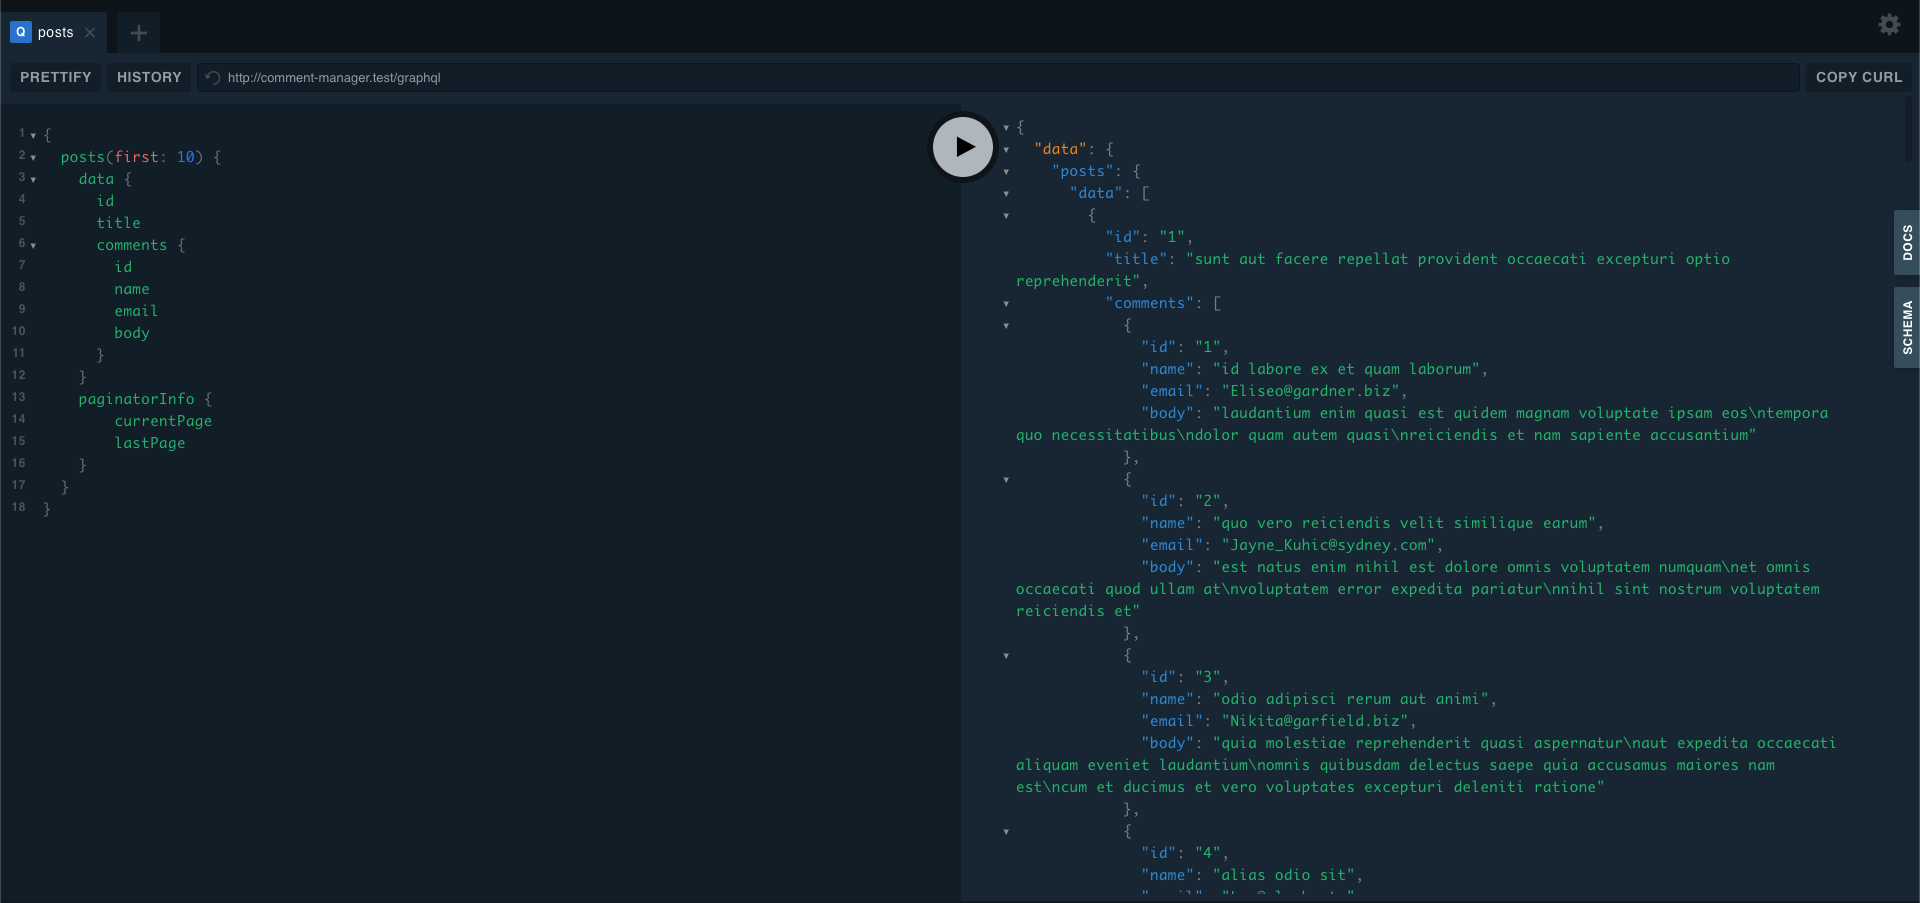 Q posts
PRETTIFY HISTORY http://comment-manager.test/graphql COPY CURL
1 {
2 posts(first: 10) {
3 data {
4 id
5 title
6 comments {
7 id
8 name
9 email
10 body
11 }
12 }
13 paginatorInfo {
14 currentPage
15 lastPage
16 }
17 }
18 }
{
"data": {
"posts": {
"data": [
{
"id": "1",
"title": "sunt aut facere repellat provident occaecati excepturi optio
reprehenderit",
"comments": [
{
"id": "1",
"name": "id labore ex et quam laborum",
"email": "Eliseo@gardner.biz",
"body": "laudantium enim quasi est quidem magnam voluptate ipsam eos\ntempora
quo necessitatibus\ndolor quam autem quasi\nreiciendis et nam sapiente accusantium"
},
{
"id": "2",
"name": "quo vero reiciendis velit similique earum",
"email": "Jayne_Kuhic@sydney.com",
"body": "est natus enim nihil est dolore omnis voluptatem numquam\net omnis
occaecati quod ullam at\nvoluptatem error expedita pariatur\nnihil sint nostrum voluptatem
reiciendis et"
},
{
"id": "3",
"name": "odio adipisci rerum aut animi",
"email": "Nikita@garfield.biz",
"body": "quia molestiae reprehenderit quasi aspernatur\naut expedita occaecati
aliquam eveniet laudantium\nomnis quibusdam delectus saepe quia accusamus maiores nam
est\ncum et ducimus et vero voluptates excepturi deleniti ratione"
},
{
"id": "4",
"name": "alias odio sit",
DOCS
SCHEMA